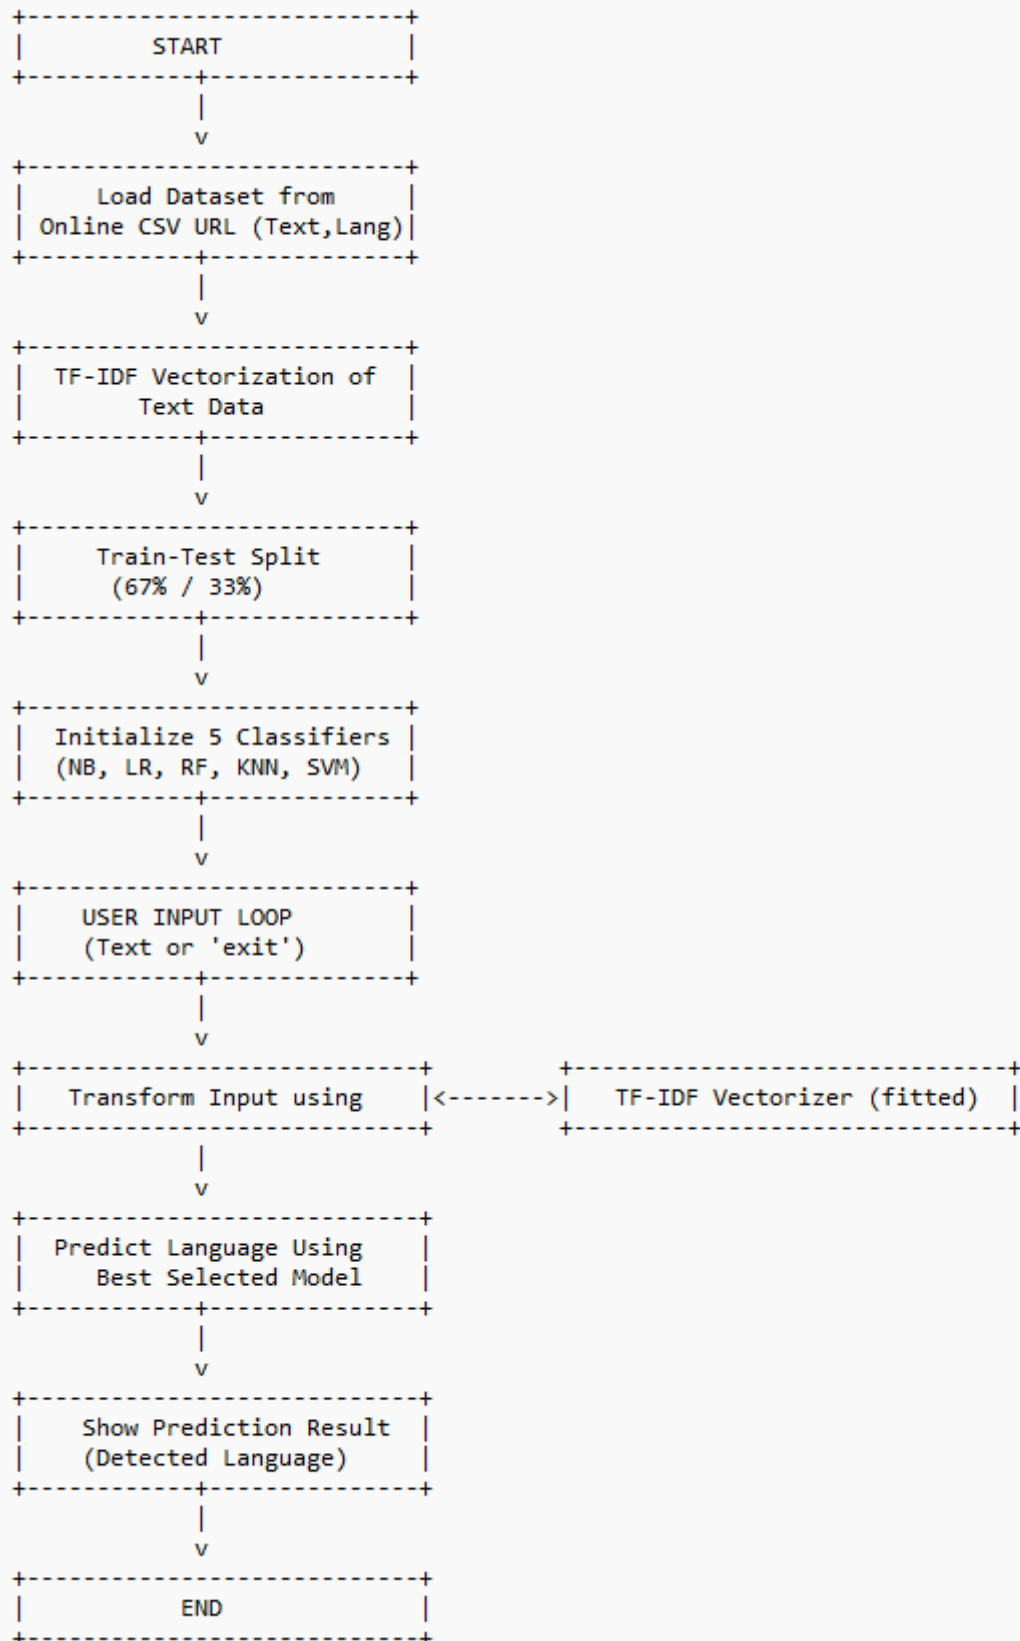 START
Load Dataset from
Online CSV URL (Text,Lang)
TF-IDF Vectorization of
Text Data
Train-Test Split
(67% / 33%)
Initialize 5 Classifiers
(NB, LR, RF, KNN, SVM)
USER INPUT LOOP
(Text or 'exit')
Transform Input using
TF-IDF Vectorizer (fitted)
Predict Language Using
Best Selected Model
Show Prediction Result
(Detected Language)
END